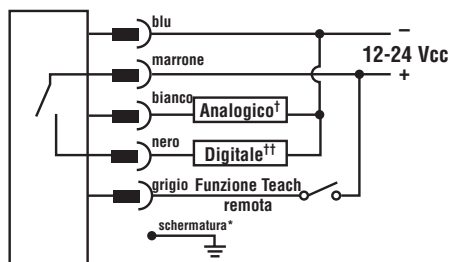 blu
–
12-24 Vcc
marrone
+
bianco
Analogico†
nero
Digitale††
grigio
Funzione Teach
remota
schermatura*